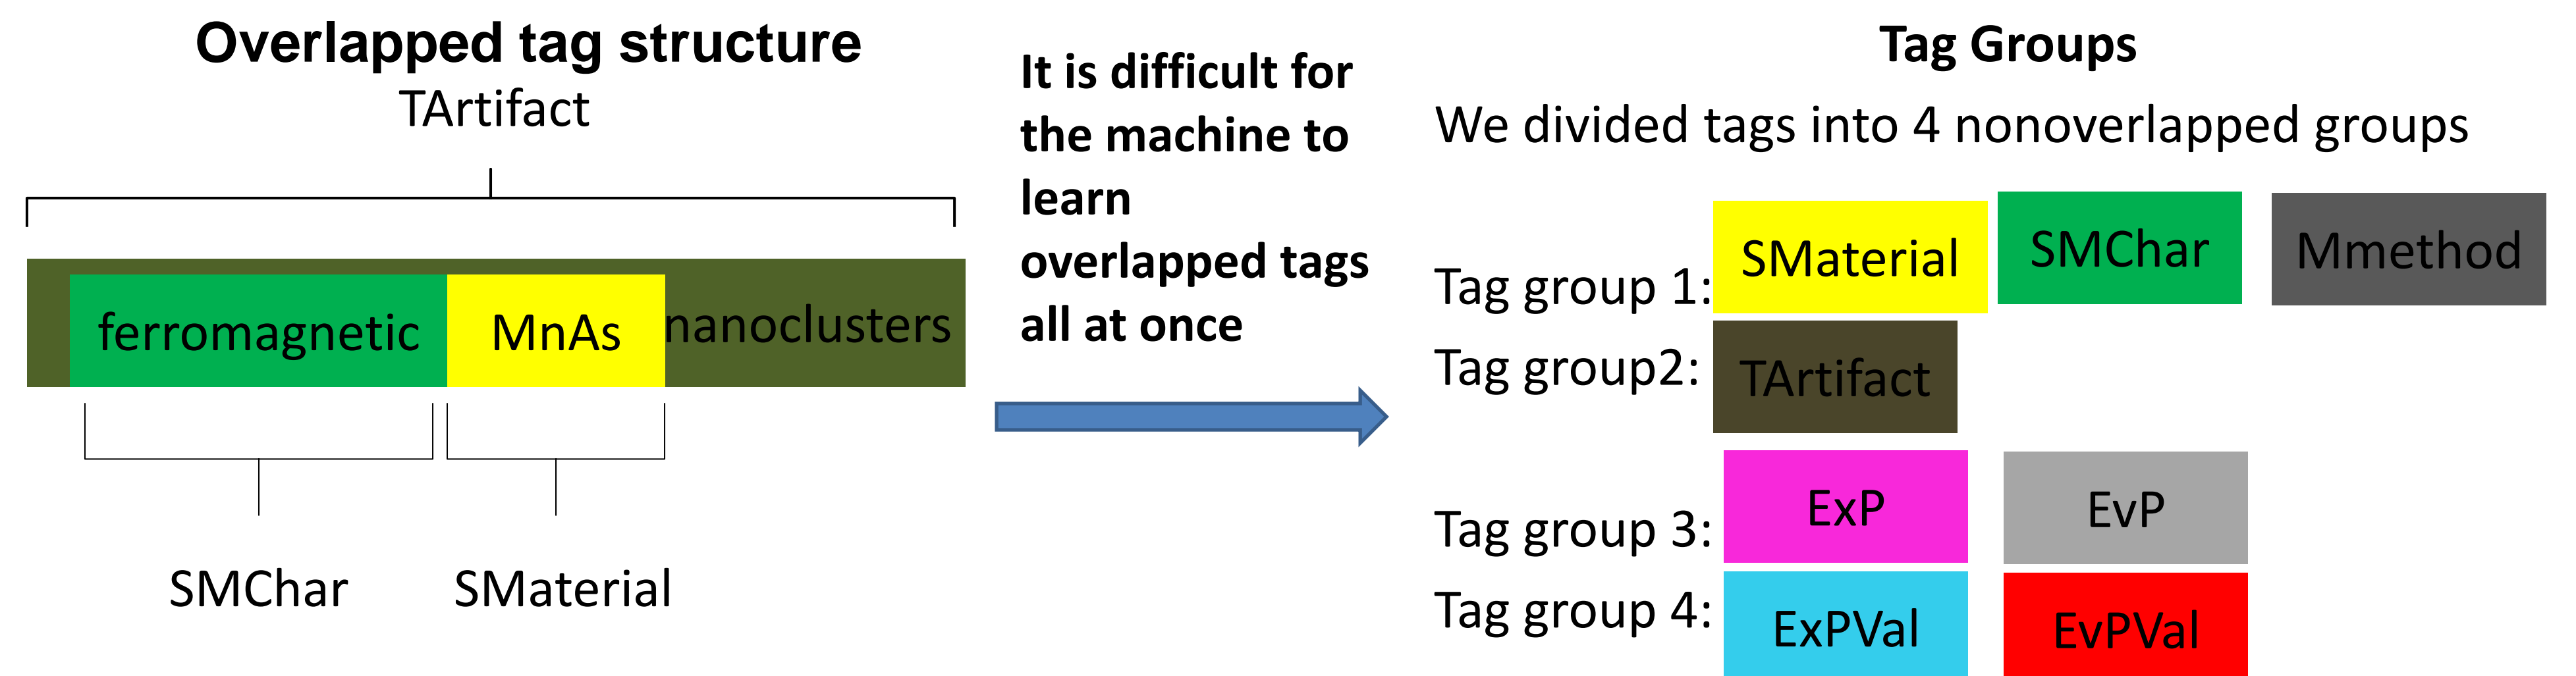 Overlapped tag structure
TArtifact
ferromagnetic MnAs nanoclusters
SMChar SMaterial
It is difficult for
the machine to
learn
overlapped tags
all at once
Tag Groups
We divided tags into 4 nonoverlapped groups
Tag group 1: SMaterial SMChar Mmethod
Tag group2: TArtifact
Tag group 3: ExP EvP
Tag group 4: ExPVal EvPVal